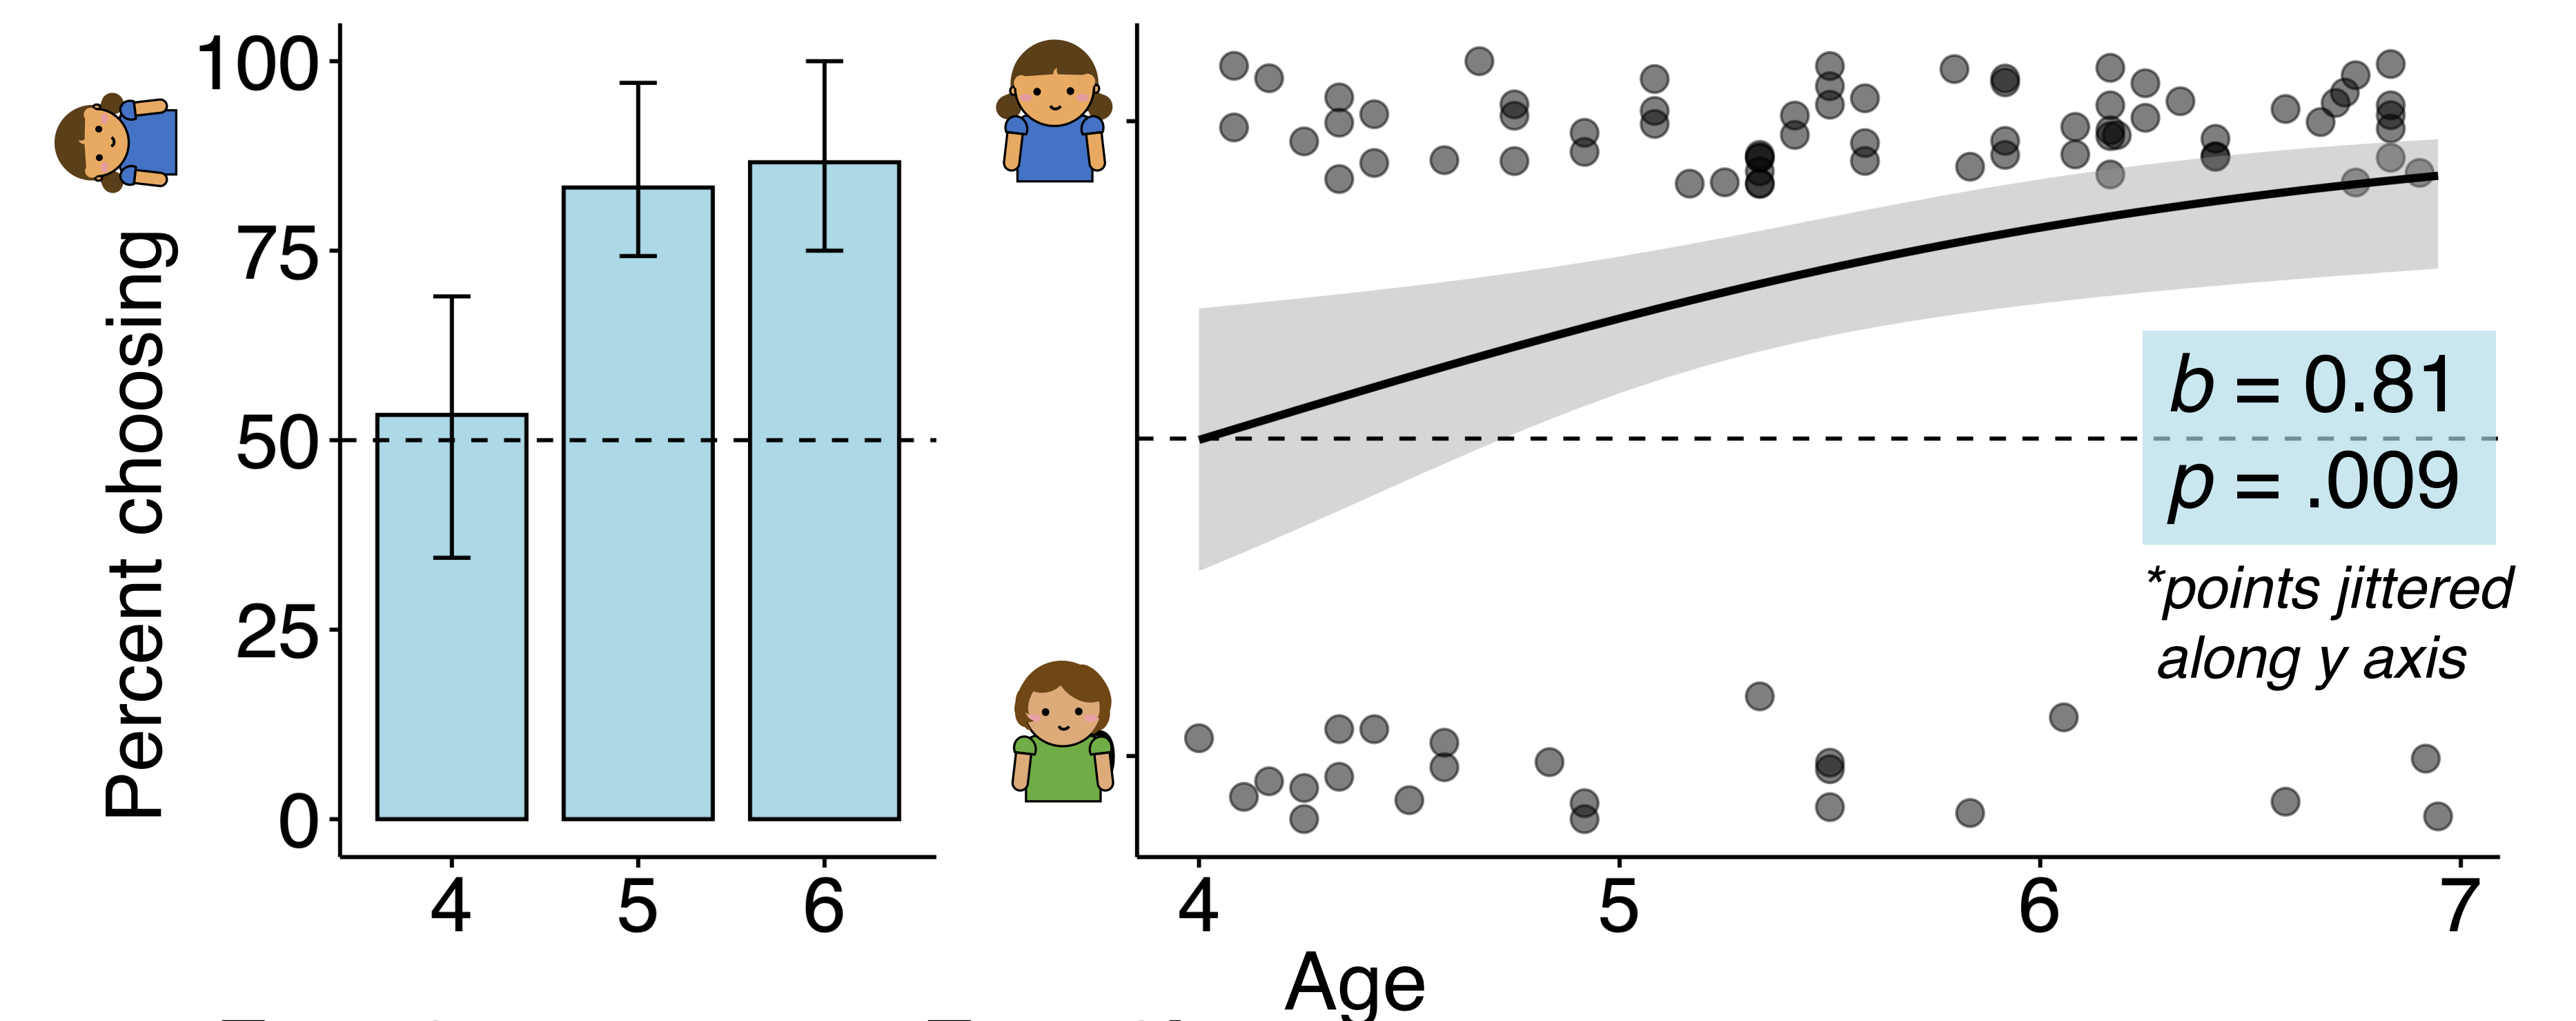 Percent choosing
100
75
50
25
0
4 5 6
b = 0.81
p = .009
*points jittered
along y axis
4 5 6 7
Age